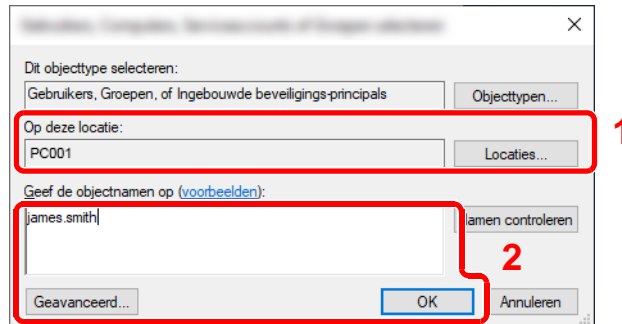 Dit objecttype selecteren:
Gebruikers, Groepen, of Ingebouwde beveiligings-principals
Objecttypen...
Op deze locatie:
1
PC001
Locaties...
Geef de objectnamen op (voorbeelden):
james.smith
Namen controleren
2
Geavanceerd...
OK
Annuleren